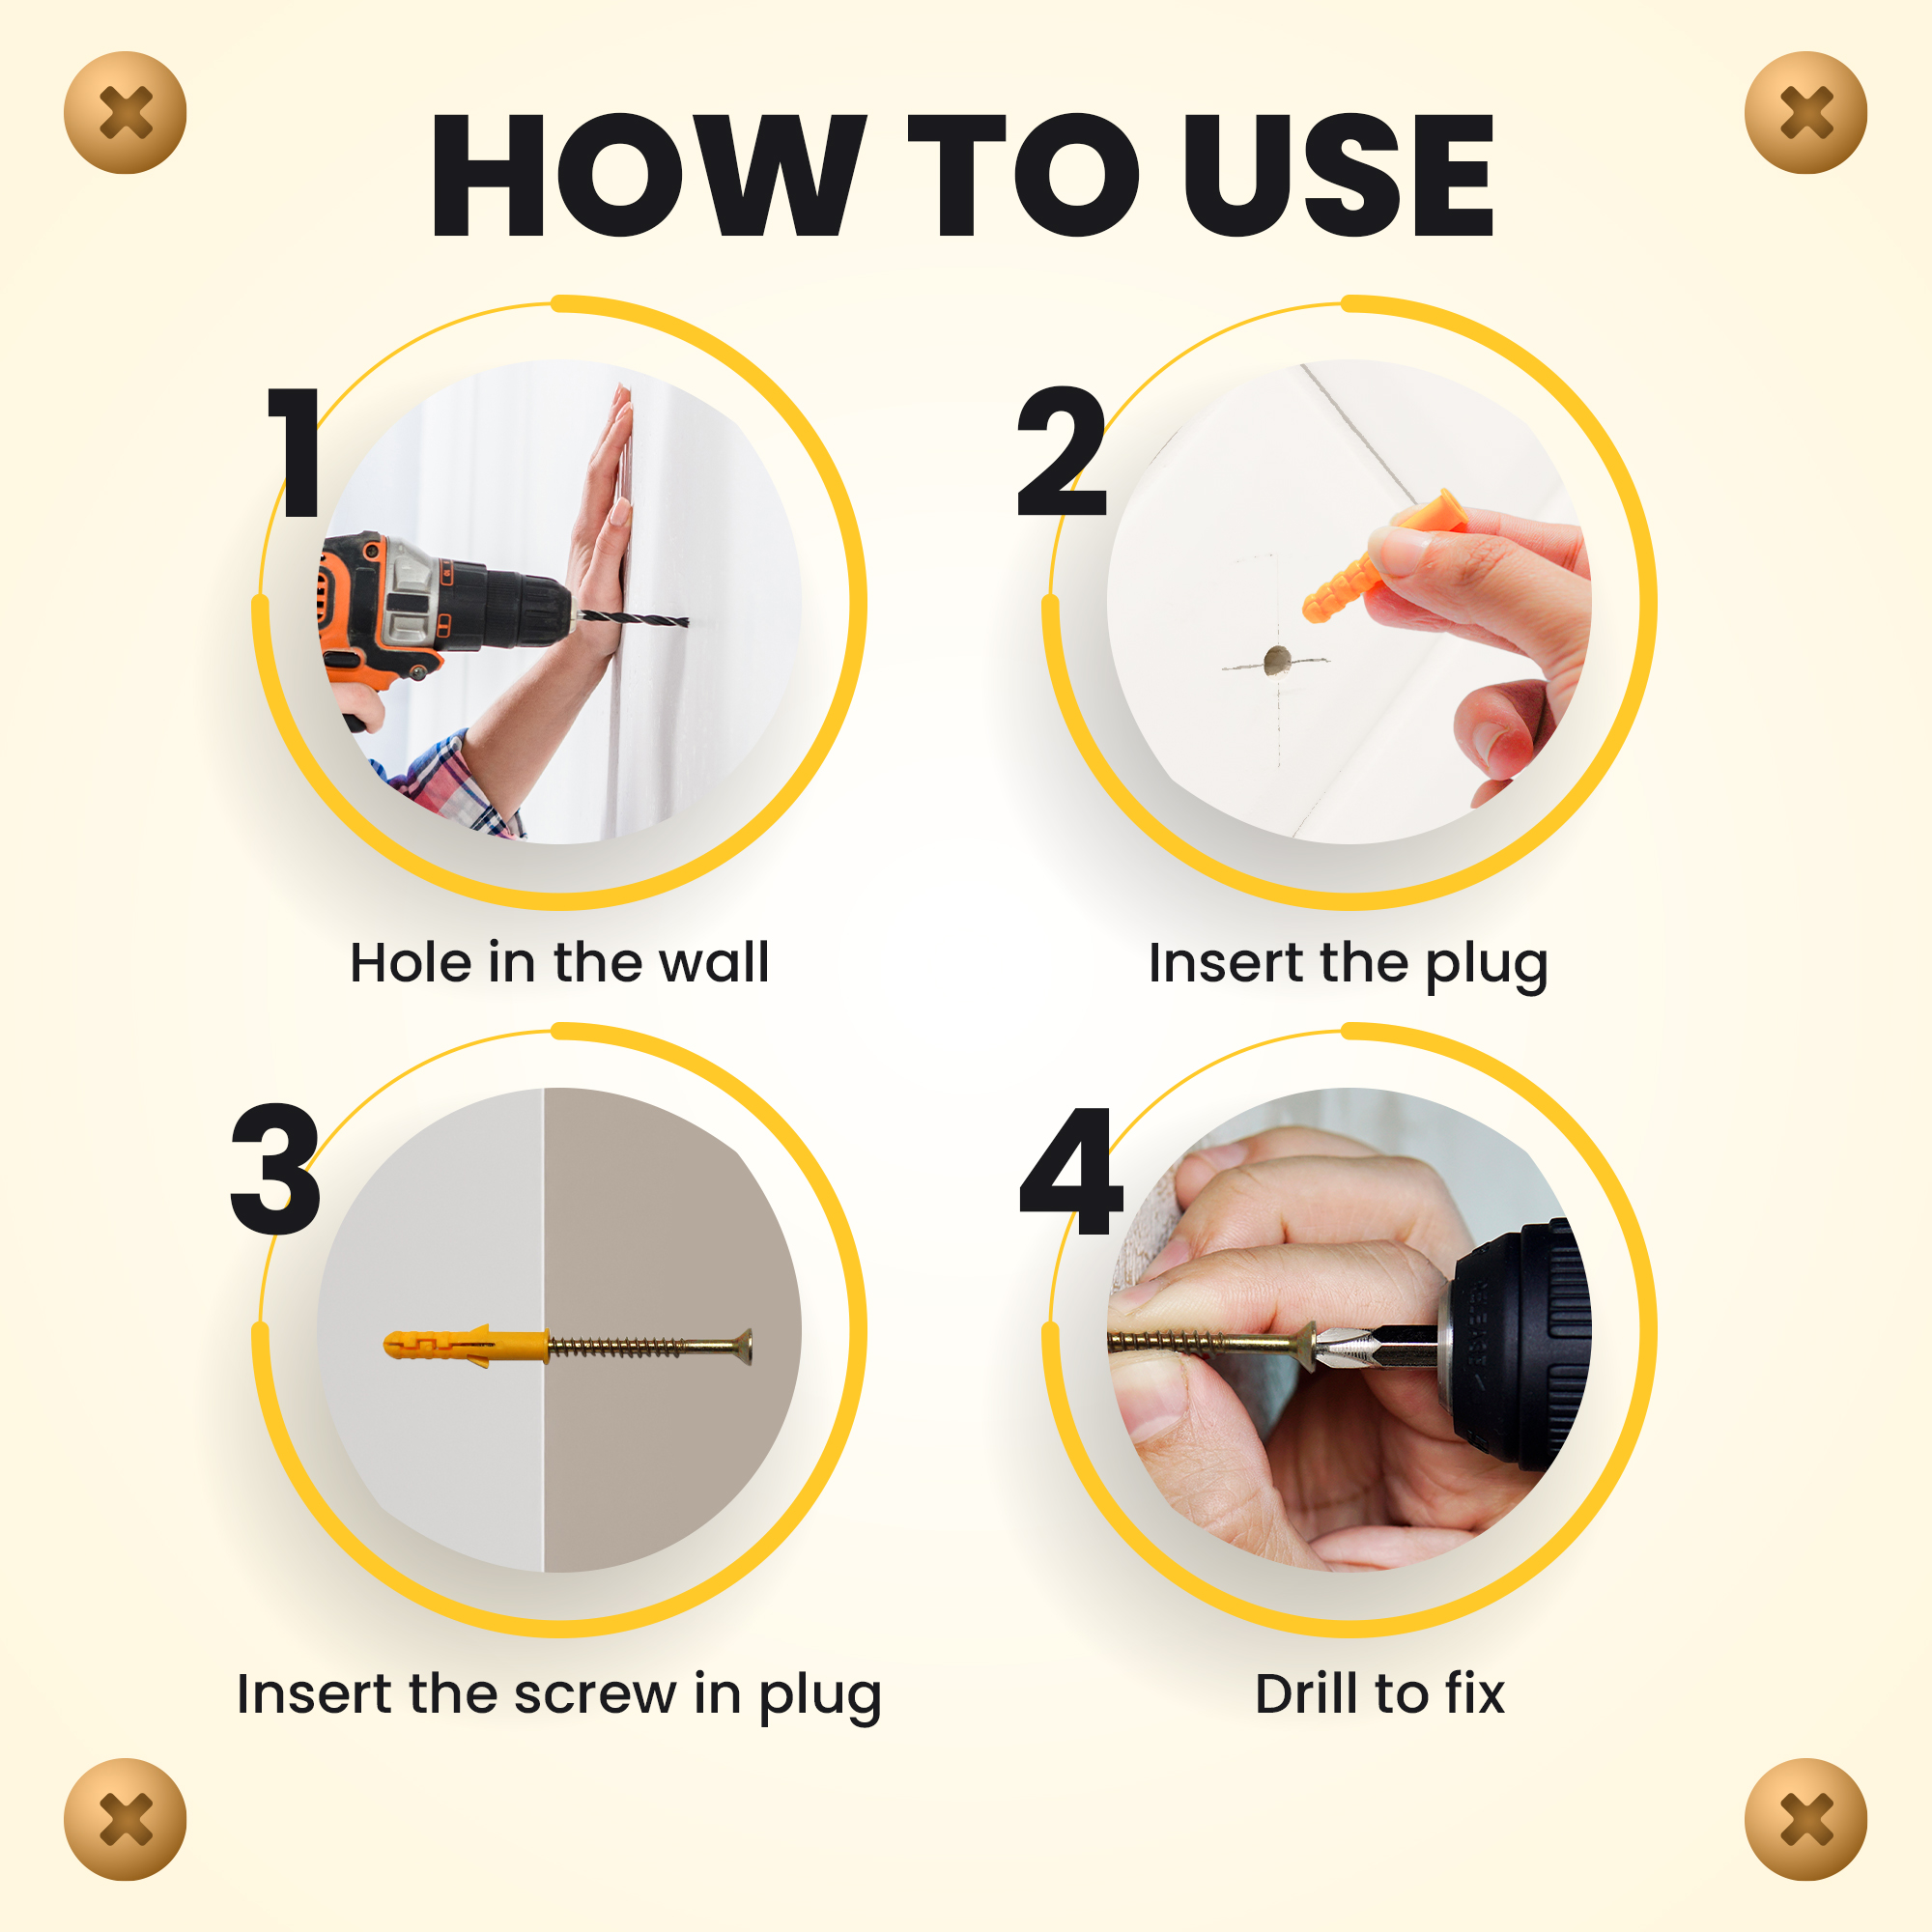 HOW TO USE
1
2
Hole in the wall
Insert the plug
3
4
Insert the screw in plug
Drill to fix